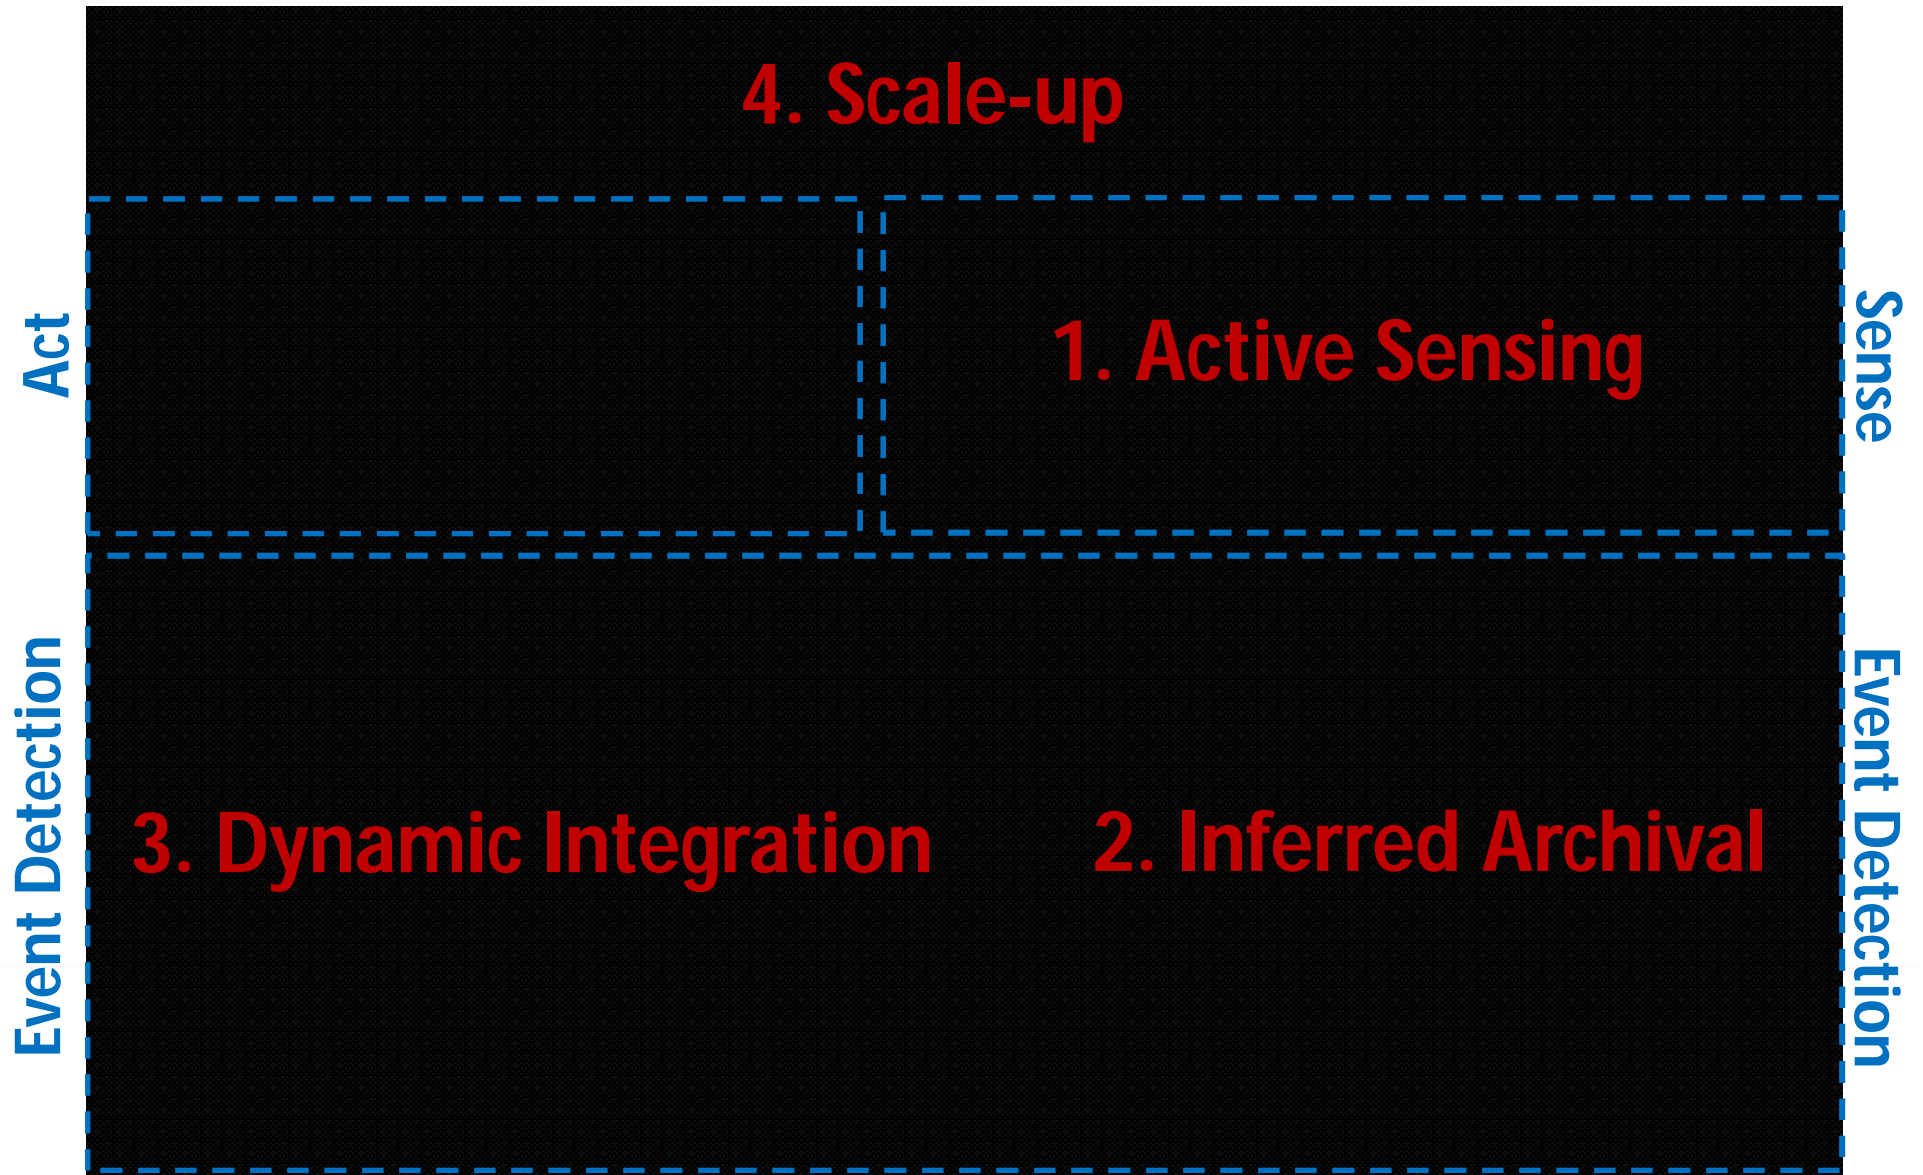 4. Scale-up
Act
1. Active Sensing
Sense
Event Detection
3. Dynamic Integration
2. Inferred Archival
Event Detection